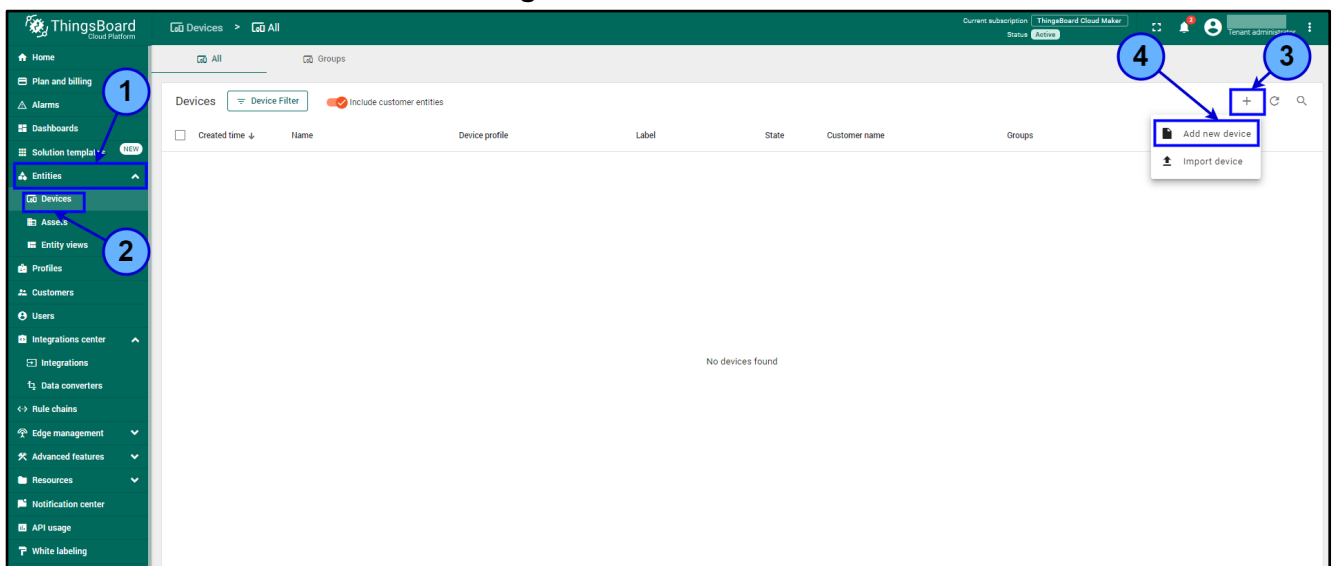 ThingsBoard
Cloud Platform
Devices > All
Current subscription ThingsBoard Cloud Maker
Status Active
3
Tenant administrator
Home
Plan and billing
Alarms
Dashboards
Solution templates NEW
Entities
Devices
Assets
Entity views
Profiles
Customers
Users
Integrations center
Integrations
Data converters
Rule chains
Edge management
Advanced features
Resources
Notification center
API usage
White labeling
All Groups
Devices Device Filter Include customer entities
Created time Name Device profile Label State Customer name Groups
Add new device
Import device
No devices found
1
2
3
4